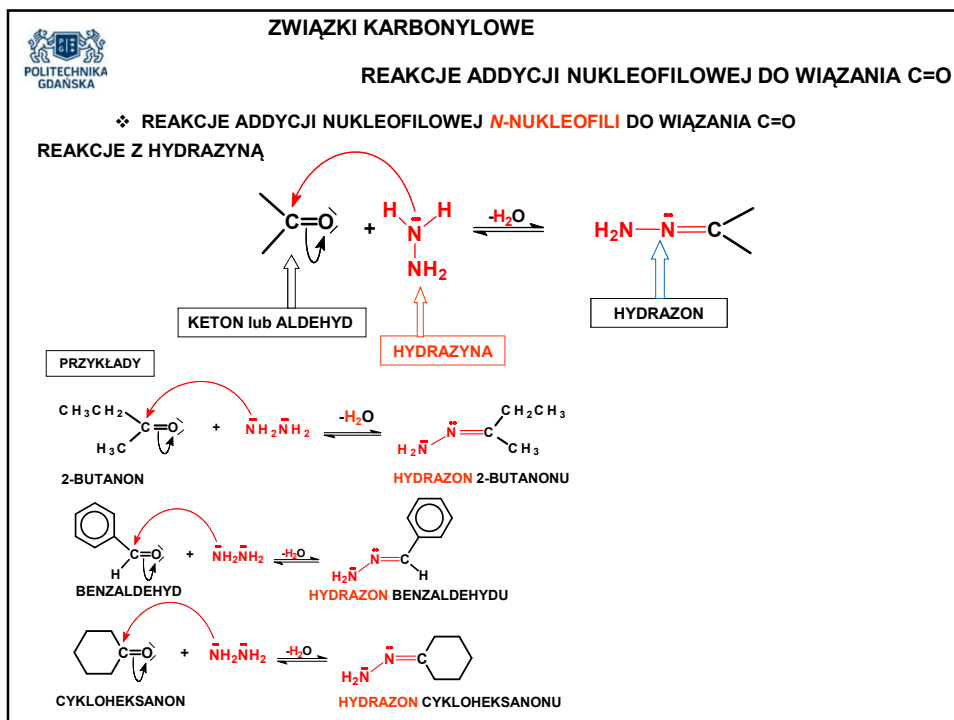 ZWIĄZKI KARBONYLOWE
POLITECHNIKA
GDAŃSKA
REAKCJE ADDYCJI NUKLEOFILOWEJ DO WIĄZANIA C=O
❖ REAKCJE ADDYCJI NUKLEOFILOWEJ N-NUKLEOFILI DO WIĄZANIA C=O
REAKCJE Z HYDRAZYNĄ
H H
C=O + N -H2O H2N N C
NH2
KETON lub ALDEHYD
HYDRAZYNA
HYDRAZON
PRZYKŁADY
CH3CH2 CH2CH3
C=O + NH2NH2 -H2O H2N N C
H3C CH3
2-BUTANON
HYDRAZON 2-BUTANONU
C=O + NH2NH2 -H2O H2N N C
H H
BENZALDEHYD
HYDRAZON BENZALDEHYDU
C=O + NH2NH2 -H2O H2N N C
CYKLOHEKSANON
HYDRAZON CYKLOHEKSANONU